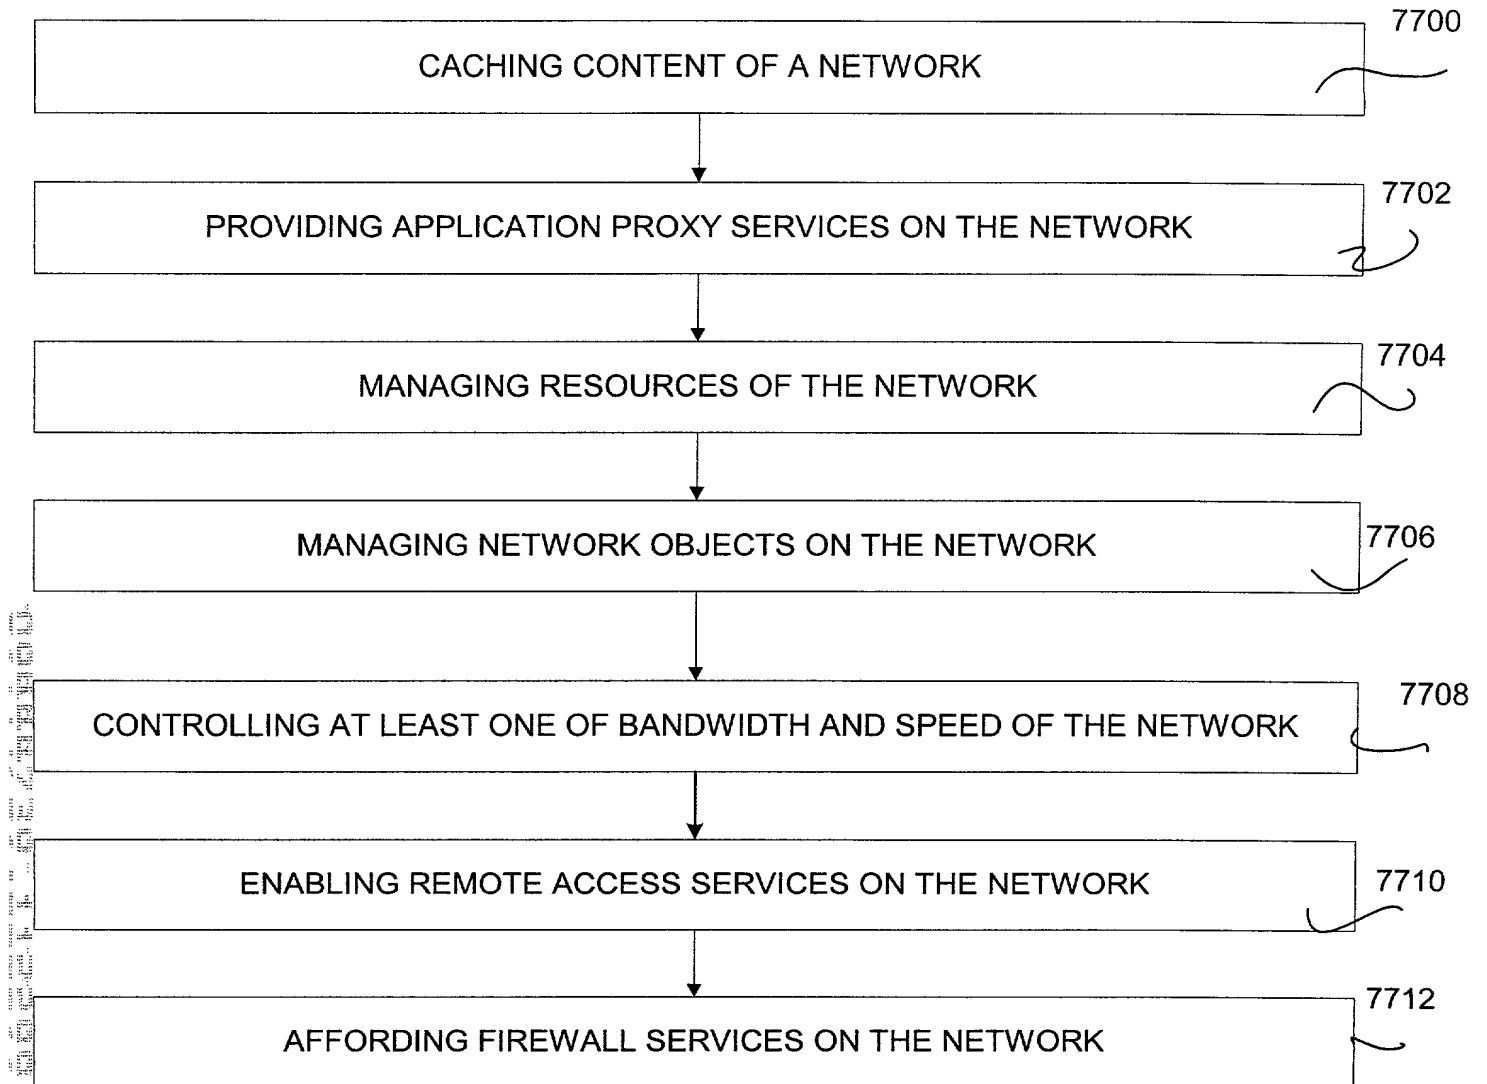 7700
CACHING CONTENT OF A NETWORK
7702
PROVIDING APPLICATION PROXY SERVICES ON THE NETWORK
7704
MANAGING RESOURCES OF THE NETWORK
7706
MANAGING NETWORK OBJECTS ON THE NETWORK
7708
CONTROLLING AT LEAST ONE OF BANDWIDTH AND SPEED OF THE NETWORK
7710
ENABLING REMOTE ACCESS SERVICES ON THE NETWORK
7712
AFFORDING FIREWALL SERVICES ON THE NETWORK